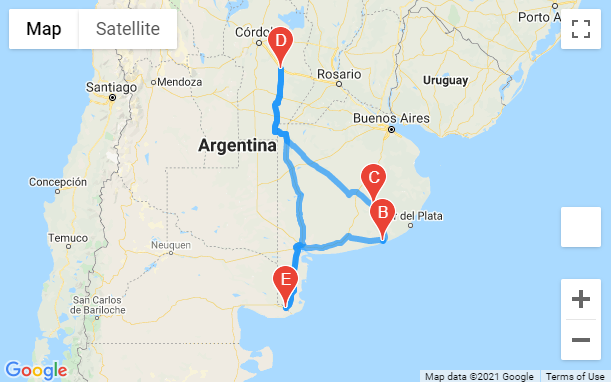 Map
Satellite
Córdo
Porto A
D
Mendoza
Rosario
Uruguay
Santiago
Buenos Aires
Argentina
C
Concepción
B
del Plata
Temuco
Neuquen
E
San Carlos
de Bariloche
Google
Map data ©2021 Google
Terms of Use